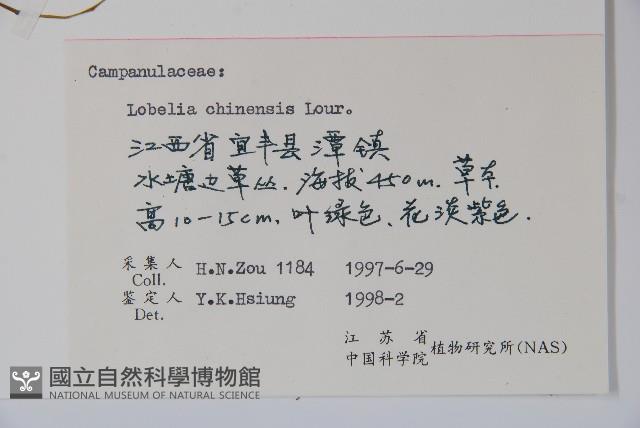 Campanulaceae:
Lobelia chinensis Lour。
江西省宜丰县潭镇
水塘边草丛. 海拔450m. 草本
高10-15cm, 叶绿色、花淡紫色.
采集人 H.N.Zou 1184 1997-6-29
Coll.
鉴定人 Y.K.Hsiung 1998-2
Det.
江苏省
中国科学院 植物研究所(NAS)
國立自然科學博物館
NATIONAL MUSEUM OF NATURAL SCIENCE